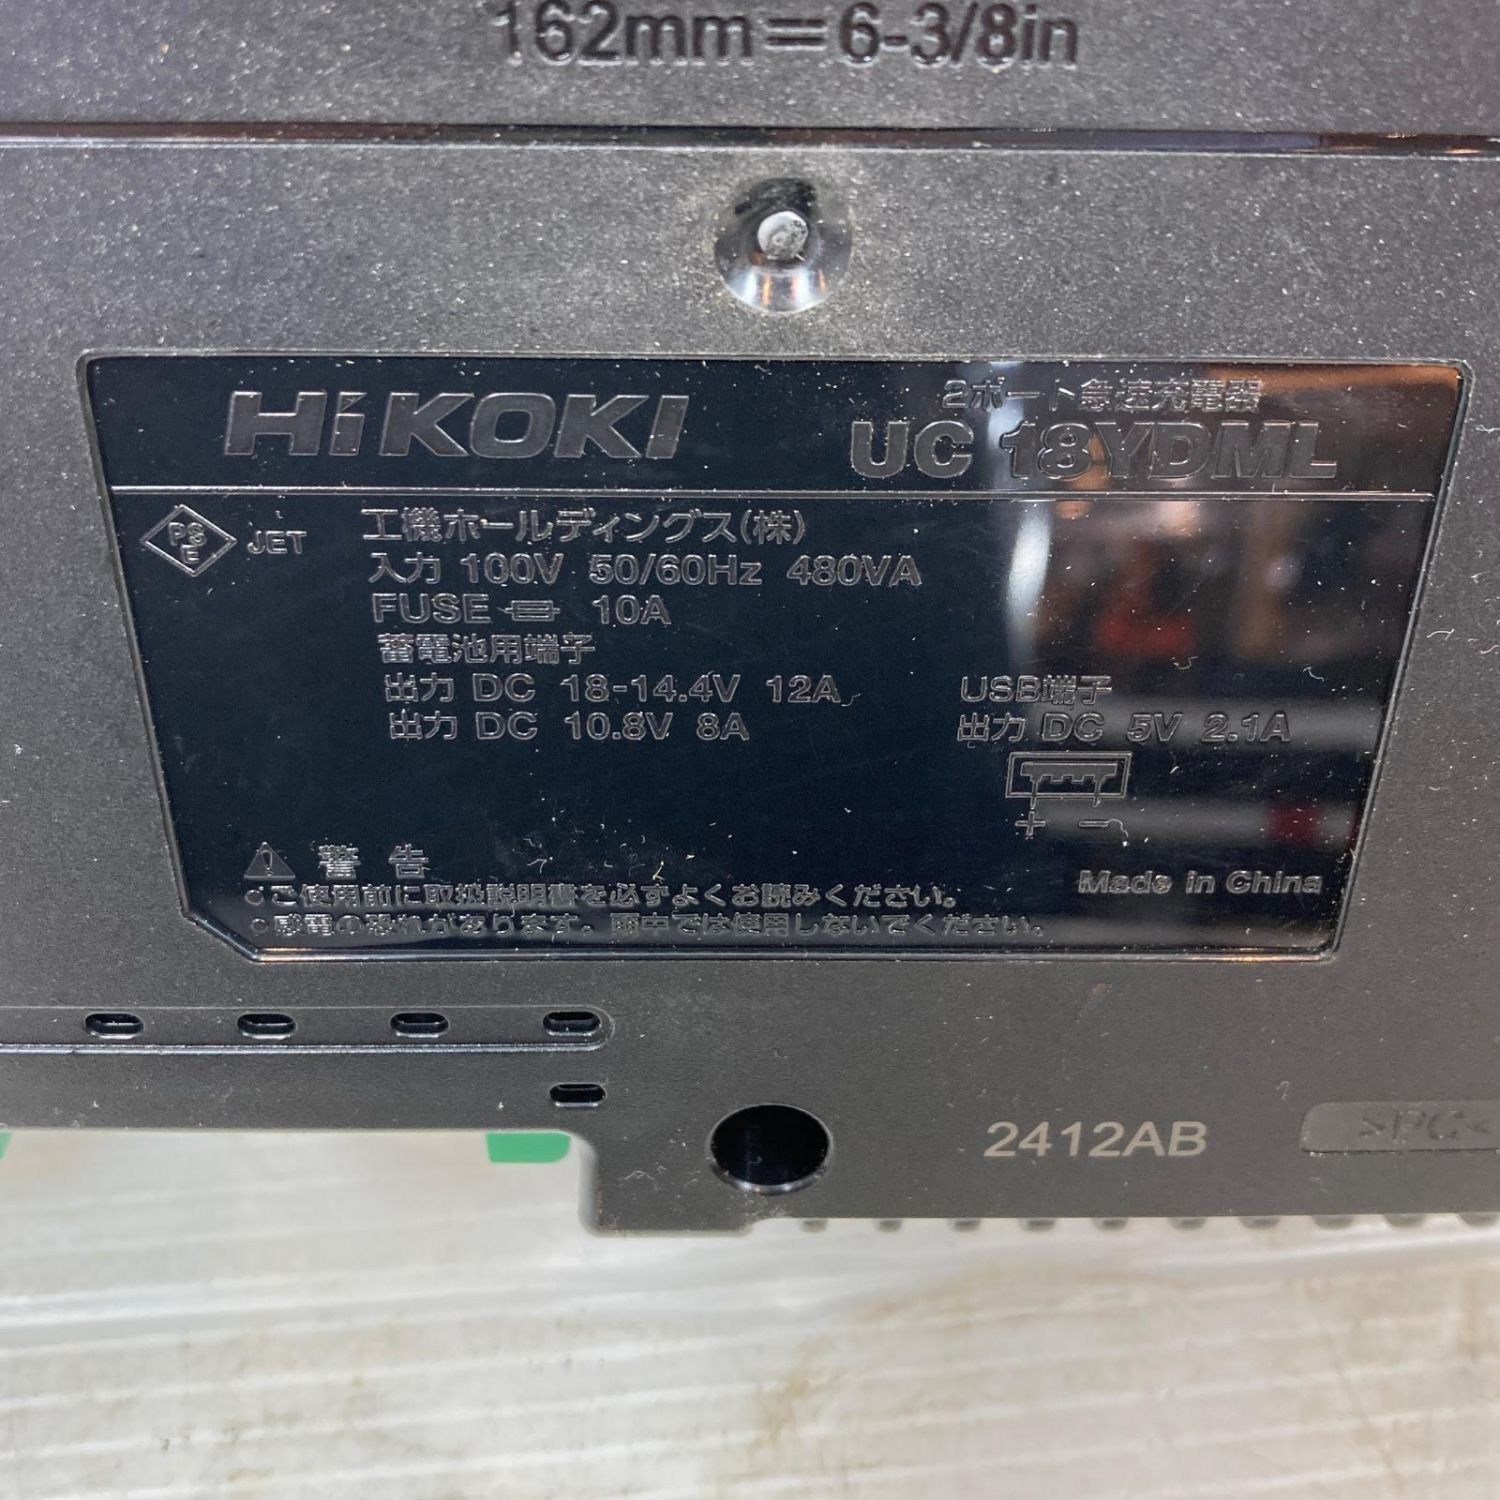 162mm=6-3/8in
HiKOKI
2ポート急速充電器
UC 18YDML
PS E JET
工機ホールディングス(株)
入力 100V 50/60Hz 480VA
FUSE 10A
蓄電池用端子
出力 DC 18-14.4V 12A
出力 DC 10.8V 8A
USB端子
出力 DC 5V 2.1A
+ -
警告
●ご使用前に取扱説明書を必ずよくお読みください。
●感電の恐れがあります。雨中では使用しないでください。
Made in China
2412AB
>PC<